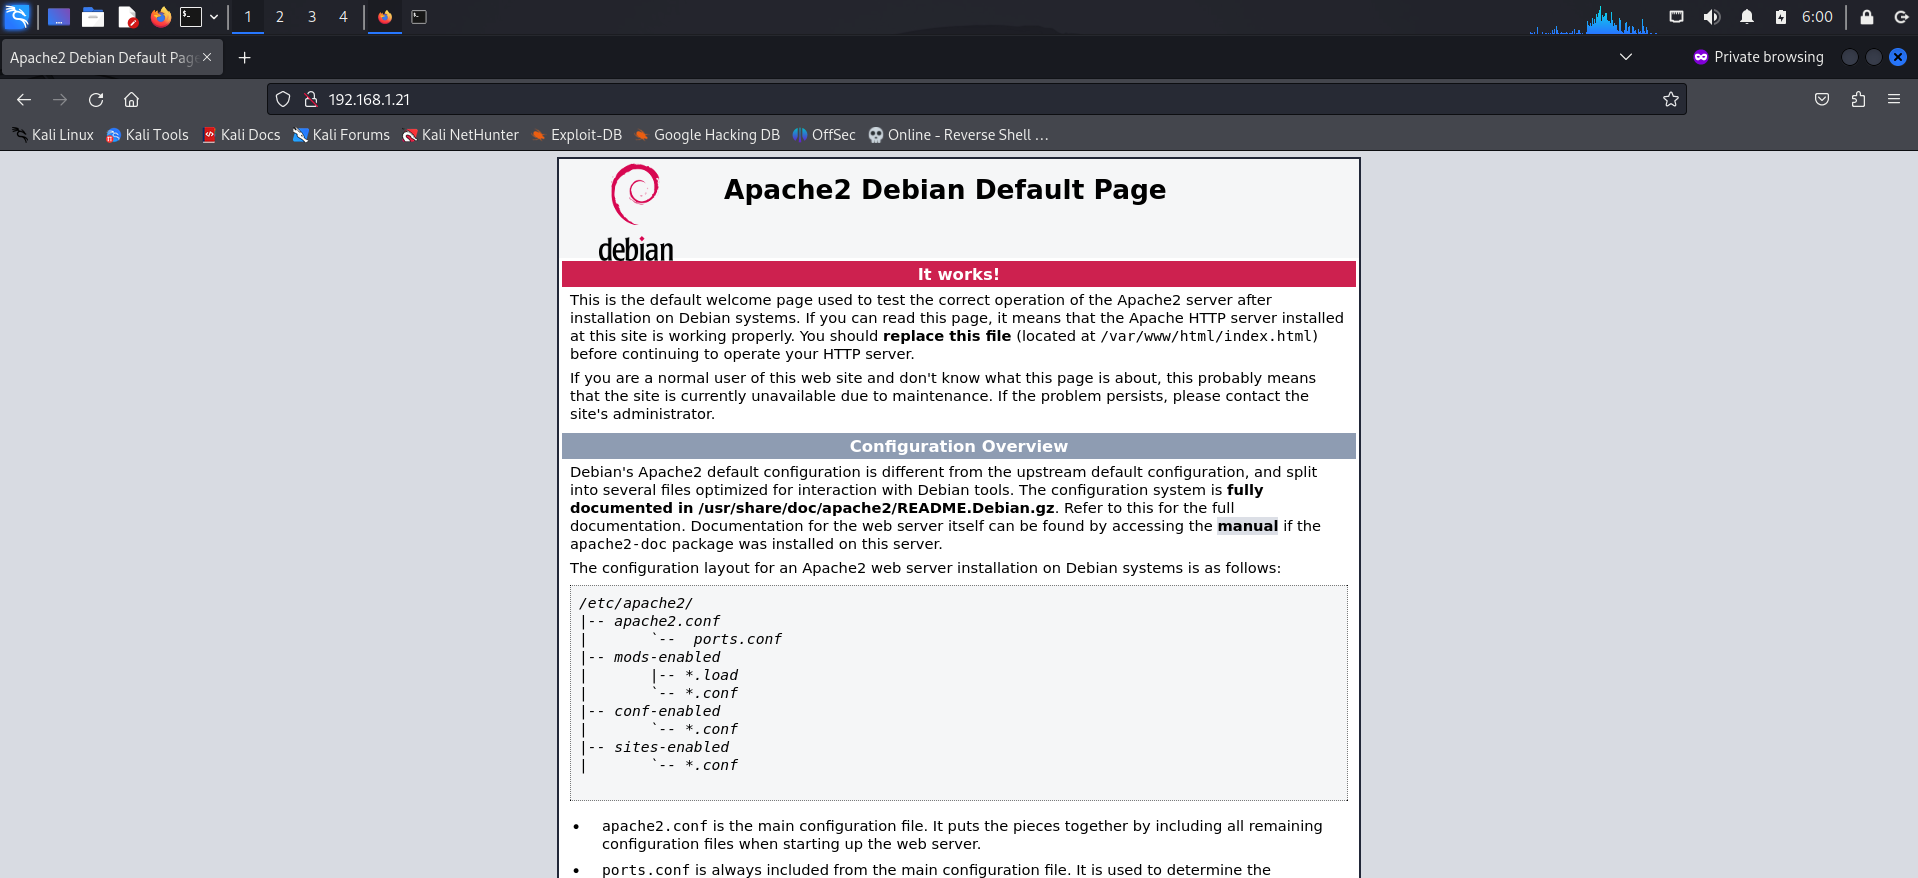 1 2 3 4 6:00
Apache2 Debian Default Page
Private browsing
192.168.1.21
Kali Linux Kali Tools Kali Docs Kali Forums Kali NetHunter Exploit-DB Google Hacking DB OffSec Online - Reverse Shell …
debian
Apache2 Debian Default Page
It works!
This is the default welcome page used to test the correct operation of the Apache2 server after
installation on Debian systems. If you can read this page, it means that the Apache HTTP server installed
at this site is working properly. You should replace this file (located at /var/www/html/index.html)
before continuing to operate your HTTP server.
If you are a normal user of this web site and don't know what this page is about, this probably means
that the site is currently unavailable due to maintenance. If the problem persists, please contact the
site's administrator.
Configuration Overview
Debian's Apache2 default configuration is different from the upstream default configuration, and split
into several files optimized for interaction with Debian tools. The configuration system is fully
documented in /usr/share/doc/apache2/README.Debian.gz. Refer to this for the full
documentation. Documentation for the web server itself can be found by accessing the manual if the
apache2-doc package was installed on this server.
The configuration layout for an Apache2 web server installation on Debian systems is as follows:
/etc/apache2/
|-- apache2.conf
|       `--  ports.conf
|-- mods-enabled
|       |-- *.load
|       `-- *.conf
|-- conf-enabled
|       `-- *.conf
|-- sites-enabled
|       `-- *.conf
• apache2.conf is the main configuration file. It puts the pieces together by including all remaining
configuration files when starting up the web server.
• ports.conf is always included from the main configuration file. It is used to determine the